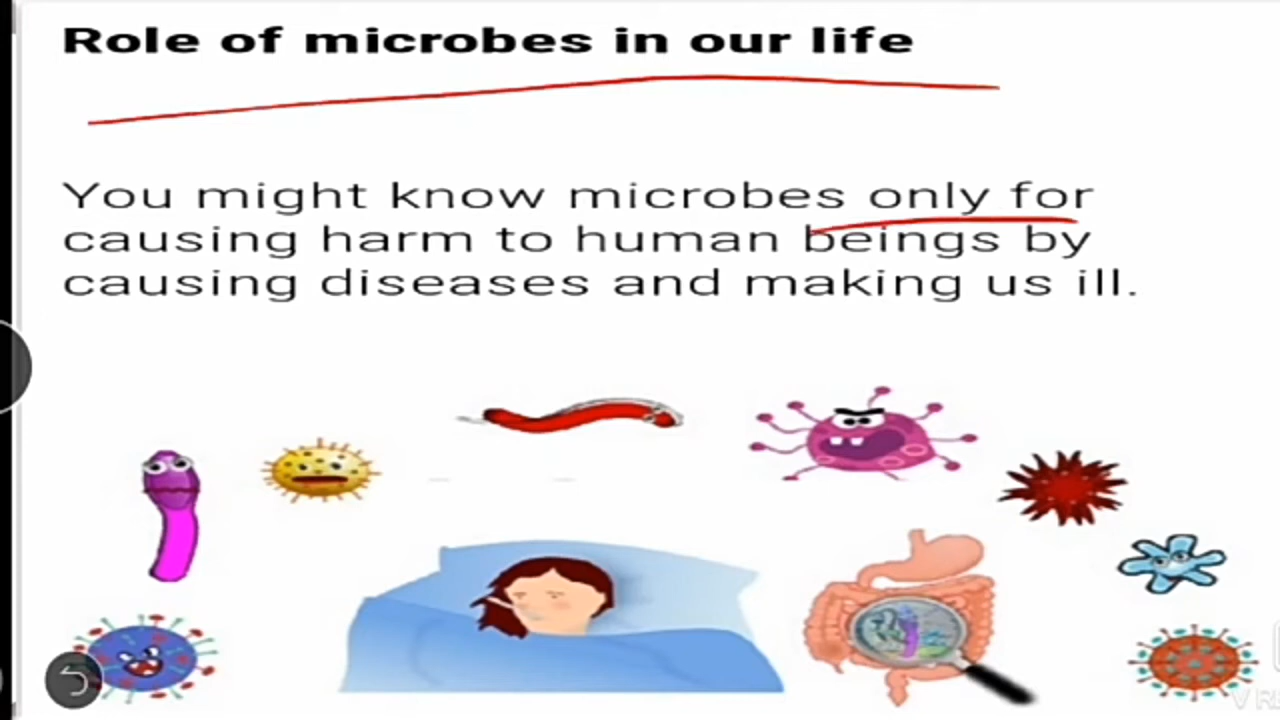 Role of microbes in our life
You might know microbes only for
causing harm to human beings by
causing diseases and making us ill.